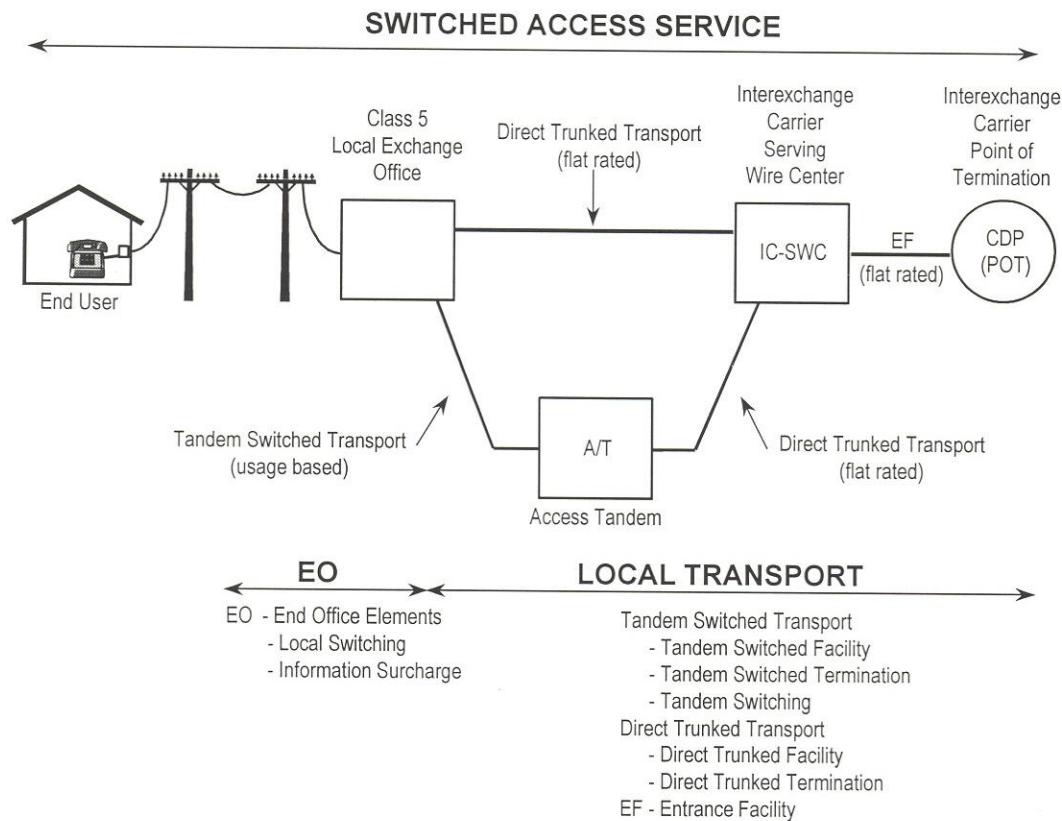 SWITCHED ACCESS SERVICE
Class 5
Local Exchange
Office
Direct Trunked Transport
(flat rated)
Interexchange
Carrier
Serving
Wire Center
Interexchange
Carrier
Point of
Termination
End User
IC-SWC
EF
(flat rated)
CDP
(POT)
Tandem Switched Transport
(usage based)
A/T
Access Tandem
Direct Trunked Transport
(flat rated)
EO
EO - End Office Elements
- Local Switching
- Information Surcharge
LOCAL TRANSPORT
Tandem Switched Transport
- Tandem Switched Facility
- Tandem Switched Termination
- Tandem Switching
Direct Trunked Transport
- Direct Trunked Facility
- Direct Trunked Termination
EF - Entrance Facility